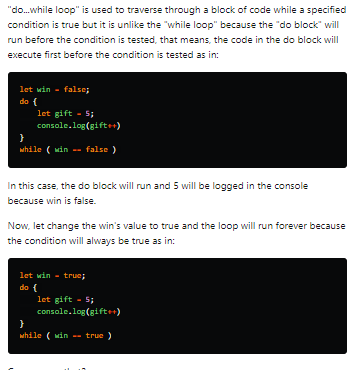 "do...while loop" is used to traverse through a block of code while a specified
condition is true but it is unlike the "while loop" because the "do block" will
run before the condition is tested, that means, the code in the do block will
execute first before the condition is tested as in:
let win = false;
do {
let gift = 5;
console.log(gift++)
}
while ( win == false )
In this case, the do block will run and 5 will be logged in the console
because win is false.
Now, let change the win's value to true and the loop will run forever because
the condition will always be true as in:
let win = true;
do {
let gift = 5;
console.log(gift++)
}
while ( win == true )